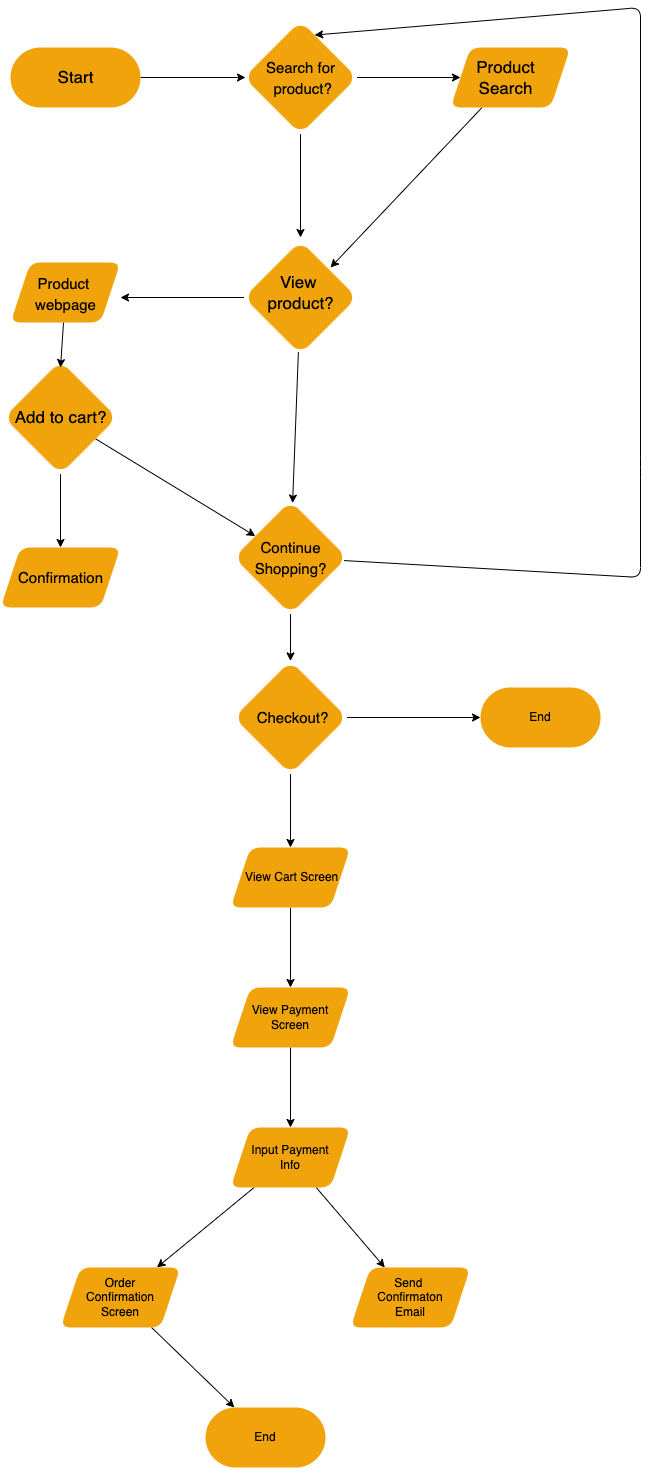 Start
Search for
product?
Product
Search
View
product?
Product
webpage
Add to cart?
Continue
Shopping?
Confirmation
Checkout?
End
View Cart Screen
View Payment
Screen
Input Payment
Info
Order
Confirmation
Screen
Send
Confirmaton
Email
End